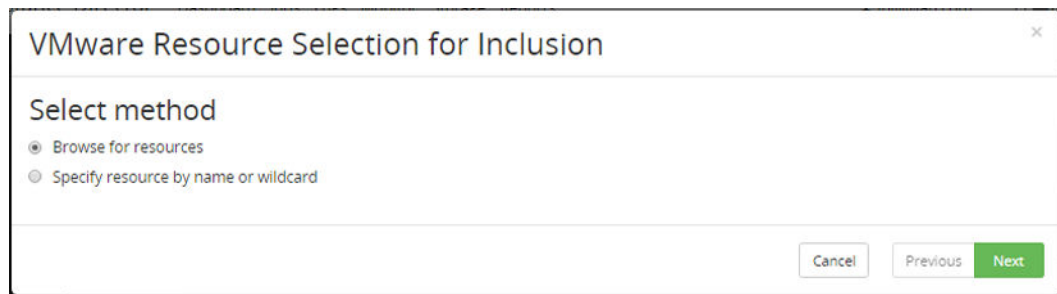 VMware Resource Selection for Inclusion
×
Select method
Browse for resources
Specify resource by name or wildcard
Cancel
Previous
Next